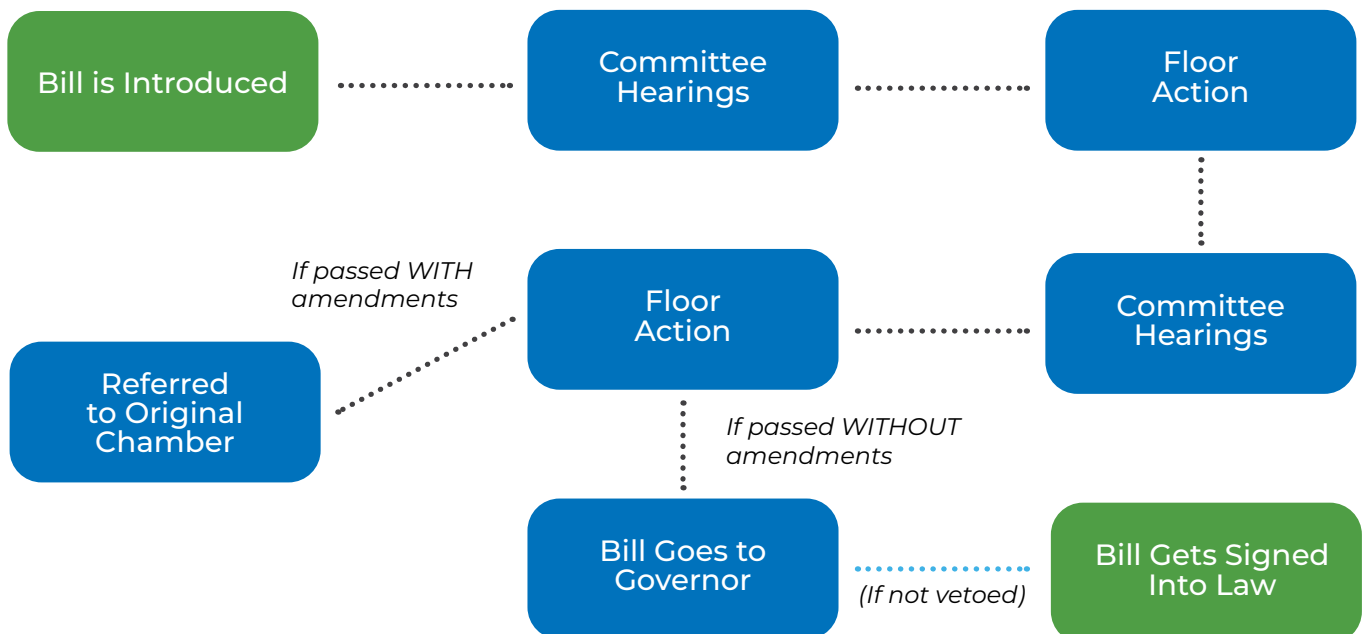 Bill is Introduced
Committee
Hearings
Floor
Action
Committee
Hearings
Floor
Action
If passed WITH
amendments
Referred
to Original
Chamber
If passed WITHOUT
amendments
Bill Goes to
Governor
(If not vetoed)
Bill Gets Signed
Into Law